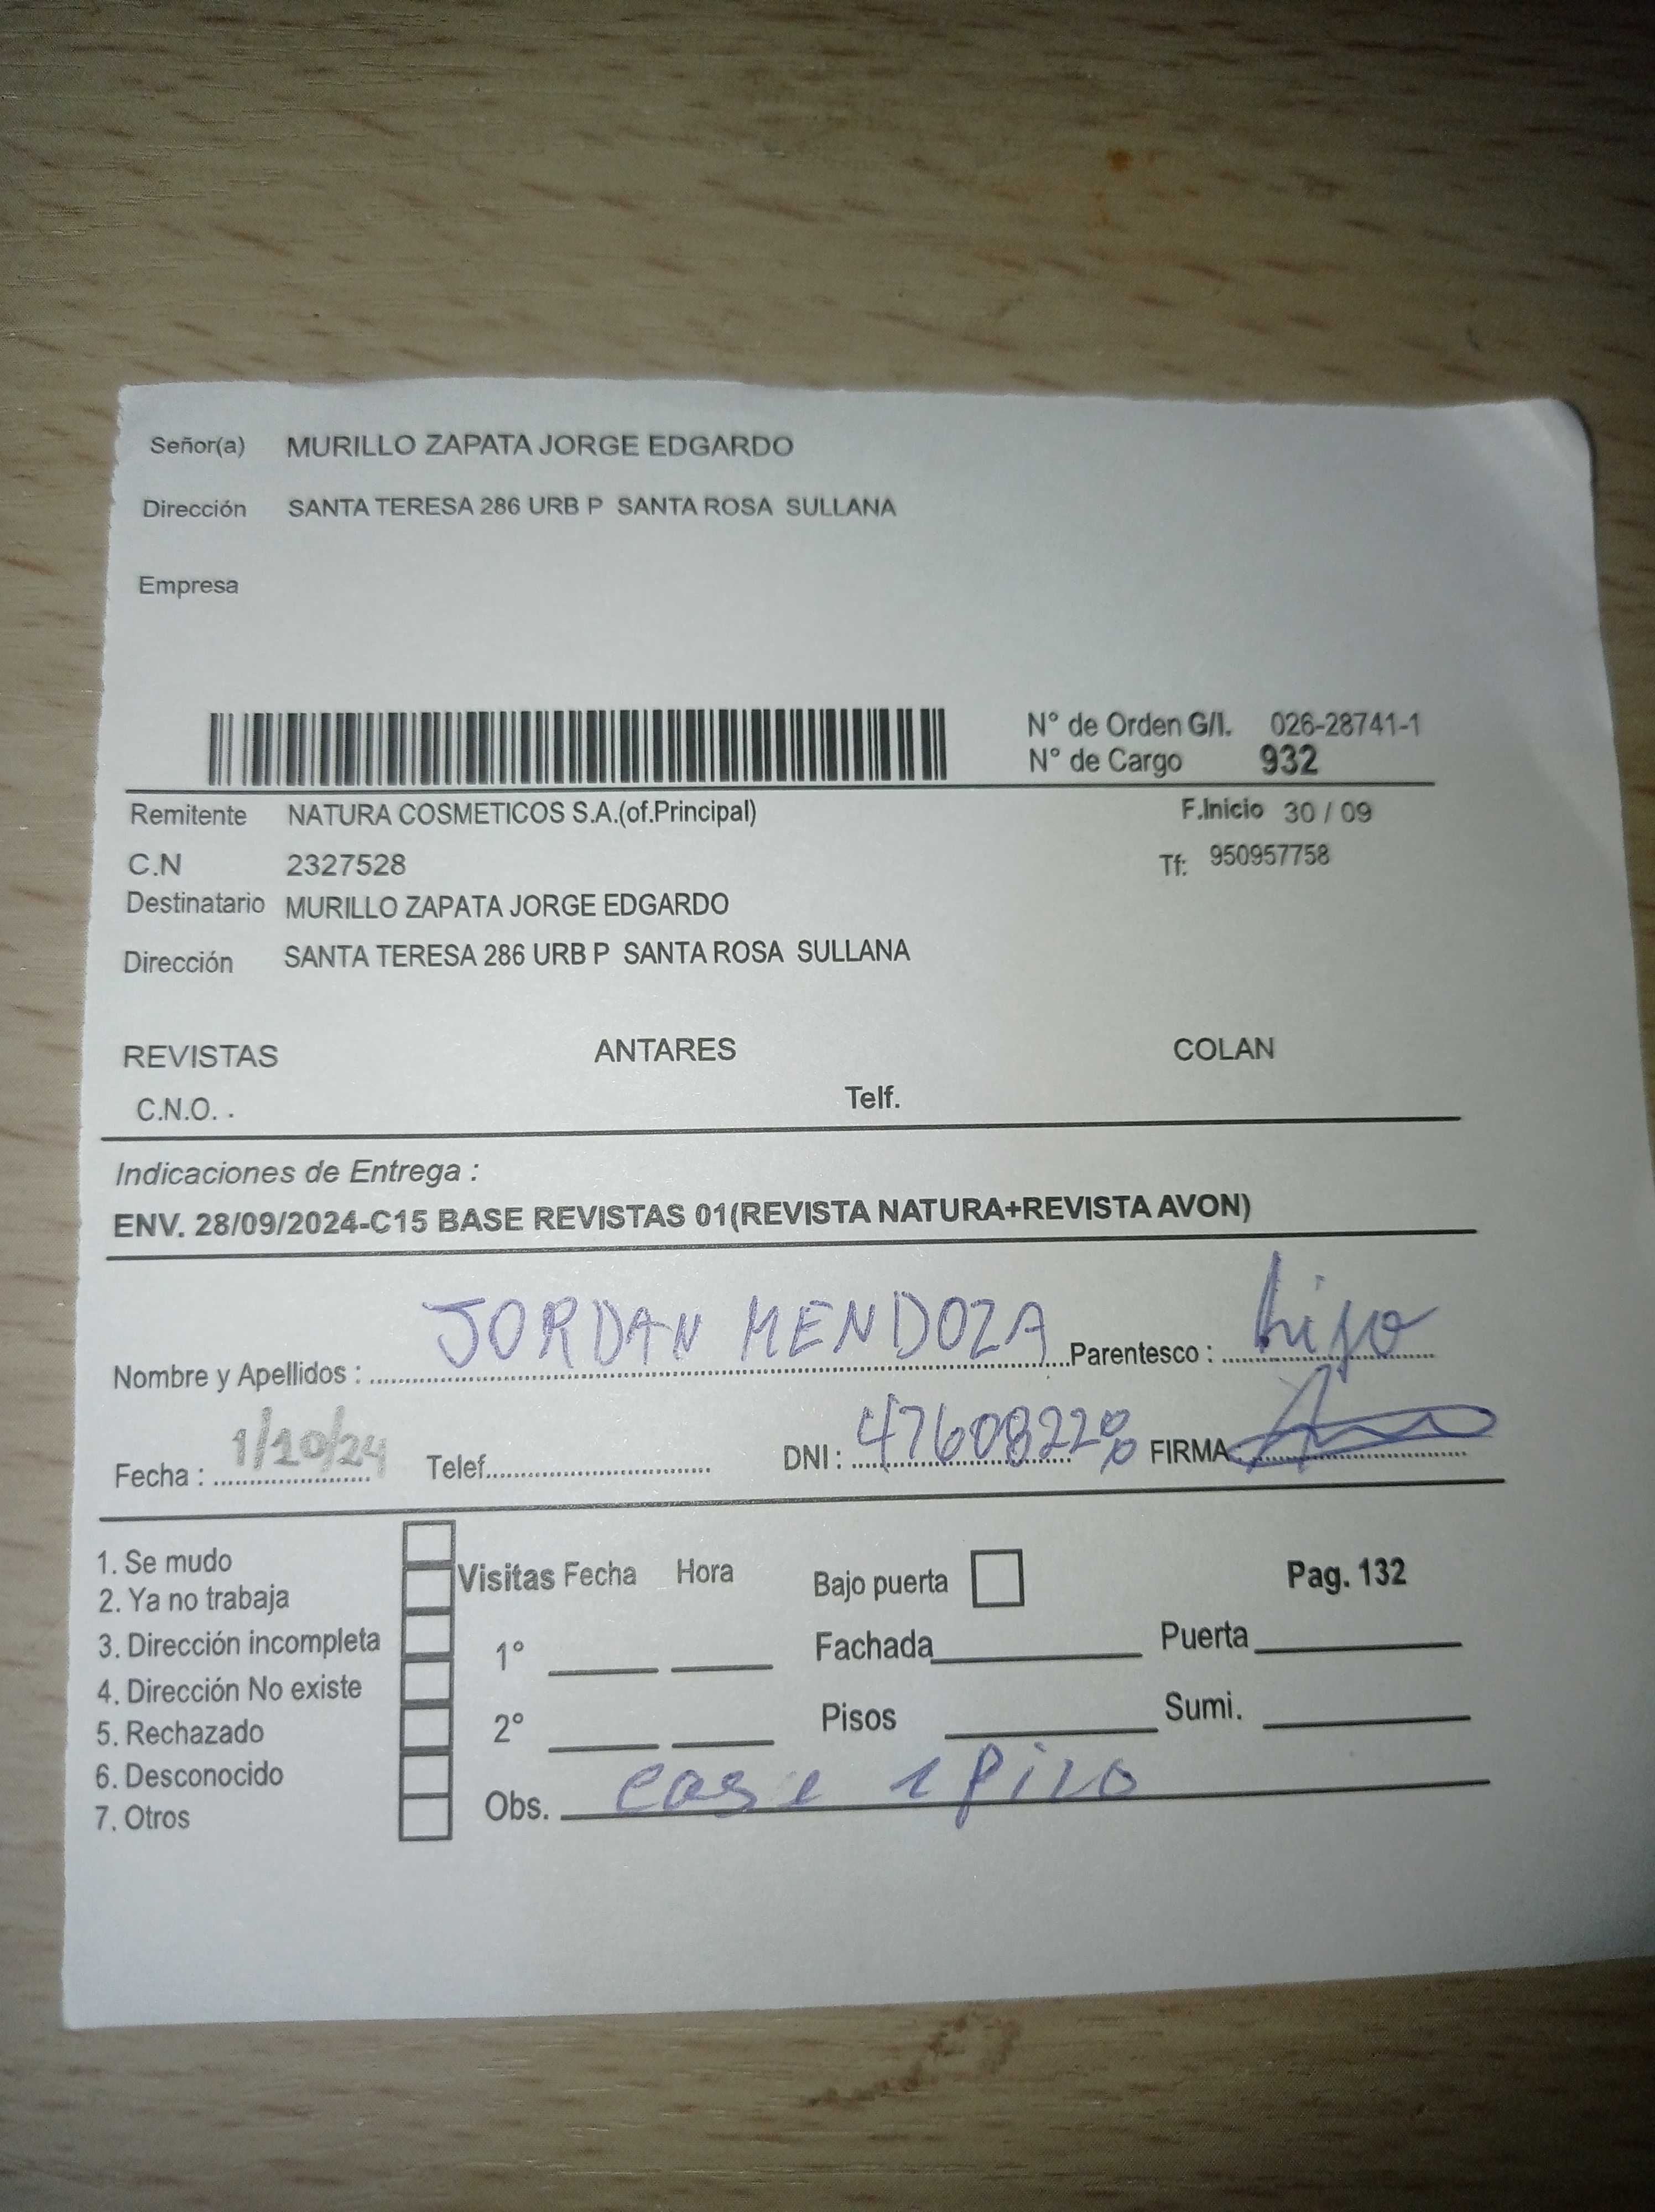 Señor(a) MURILLO ZAPATA JORGE EDGARDO
Dirección SANTA TERESA 286 URB P SANTA ROSA SULLANA
Empresa
N° de Orden G/I. 026-28741-1
N° de Cargo 932
Remitente NATURA COSMETICOS S.A.(of.Principal) F.Inicio 30 / 09
C.N 2327528 Tf: 950957758
Destinatario MURILLO ZAPATA JORGE EDGARDO
Dirección SANTA TERESA 286 URB P SANTA ROSA SULLANA
REVISTAS ANTARES COLAN
C.N.O. . Telf.
Indicaciones de Entrega :
ENV. 28/09/2024-C15 BASE REVISTAS 01(REVISTA NATURA+REVISTA AVON)
Nombre y Apellidos : JORDAN MENDOZA Parentesco : hijo
Fecha : 1/10/24 Telef. DNI : FIRMA
1. Se mudo
2. Ya no trabaja
3. Dirección incompleta
4. Dirección No existe
5. Rechazado
6. Desconocido
7. Otros
Visitas Fecha Hora Bajo puerta Pag. 132
1° Fachada Puerta
2° Pisos Sumi.
Obs. casa 1 piso